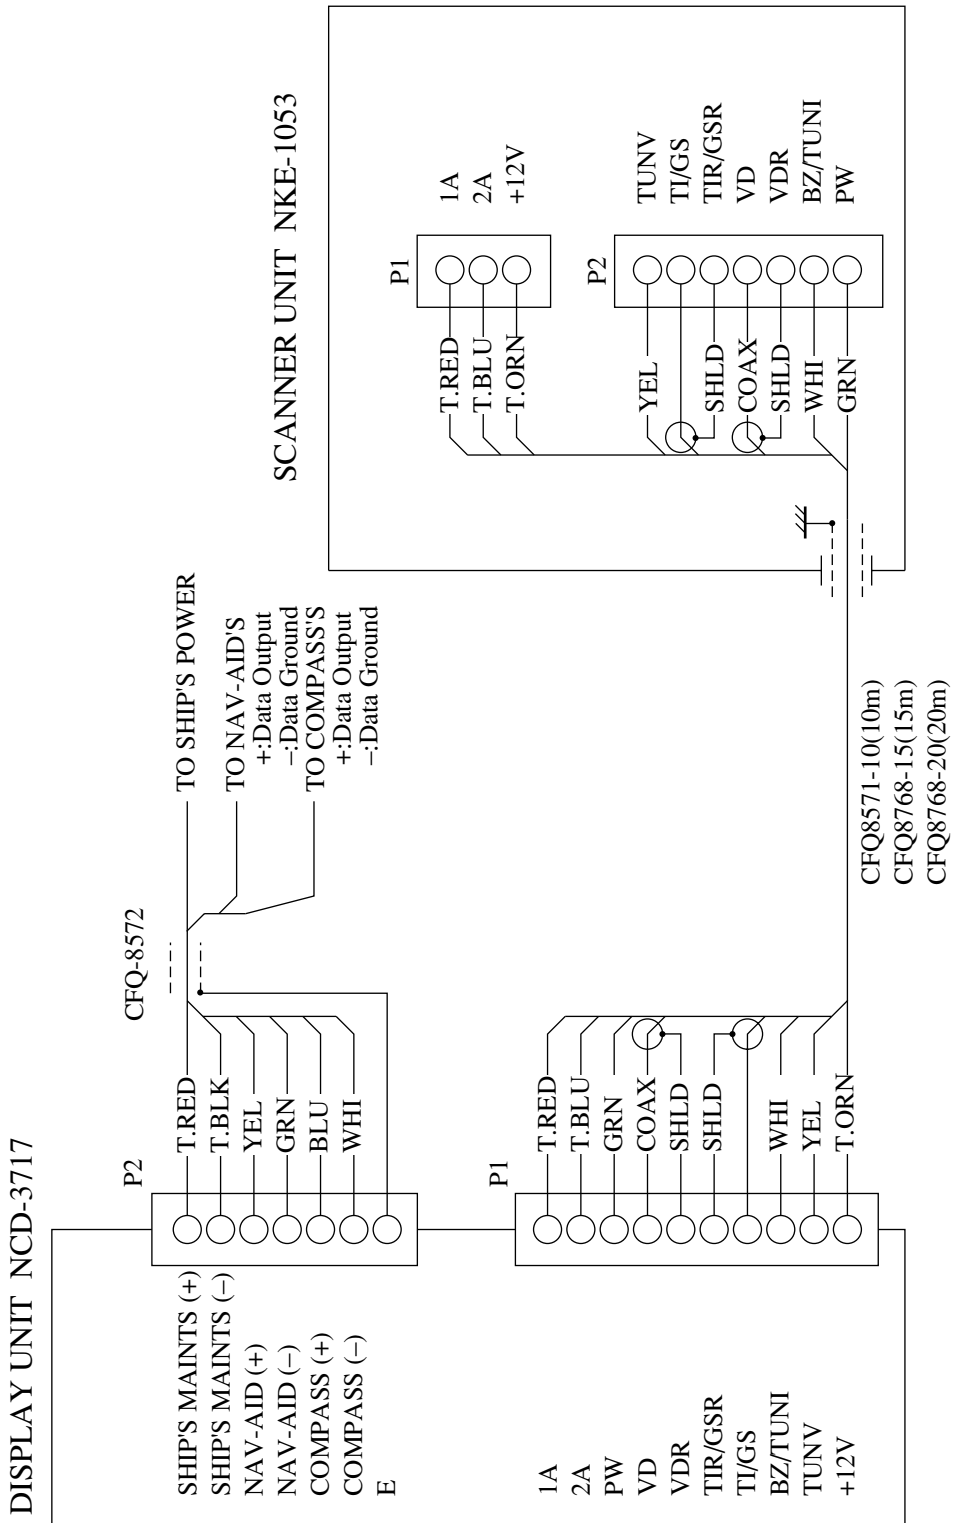 DISPLAY UNIT NCD-3717
P2
SHIP'S MAINTS (+)
SHIP'S MAINTS (–)
NAV-AID (+)
NAV-AID (–)
COMPASS (+)
COMPASS (–)
E
T.RED
T.BLK
YEL
GRN
BLU
WHI
CFQ-8572
TO SHIP'S POWER
TO NAV-AID'S
+:Data Output
–:Data Ground
TO COMPASS'S
+:Data Output
–:Data Ground
P1
1A
2A
PW
VD
VDR
TIR/GSR
TI/GS
BZ/TUNI
TUNV
+12V
T.RED
T.BLU
GRN
COAX
SHLD
SHLD
WHI
YEL
T.ORN
CFQ8571-10(10m)
CFQ8768-15(15m)
CFQ8768-20(20m)
SCANNER UNIT NKE-1053
P1
T.RED
T.BLU
T.ORN
1A
2A
+12V
P2
YEL
SHLD
COAX
SHLD
WHI
GRN
TUNV
TI/GS
TIR/GSR
VD
VDR
BZ/TUNI
PW